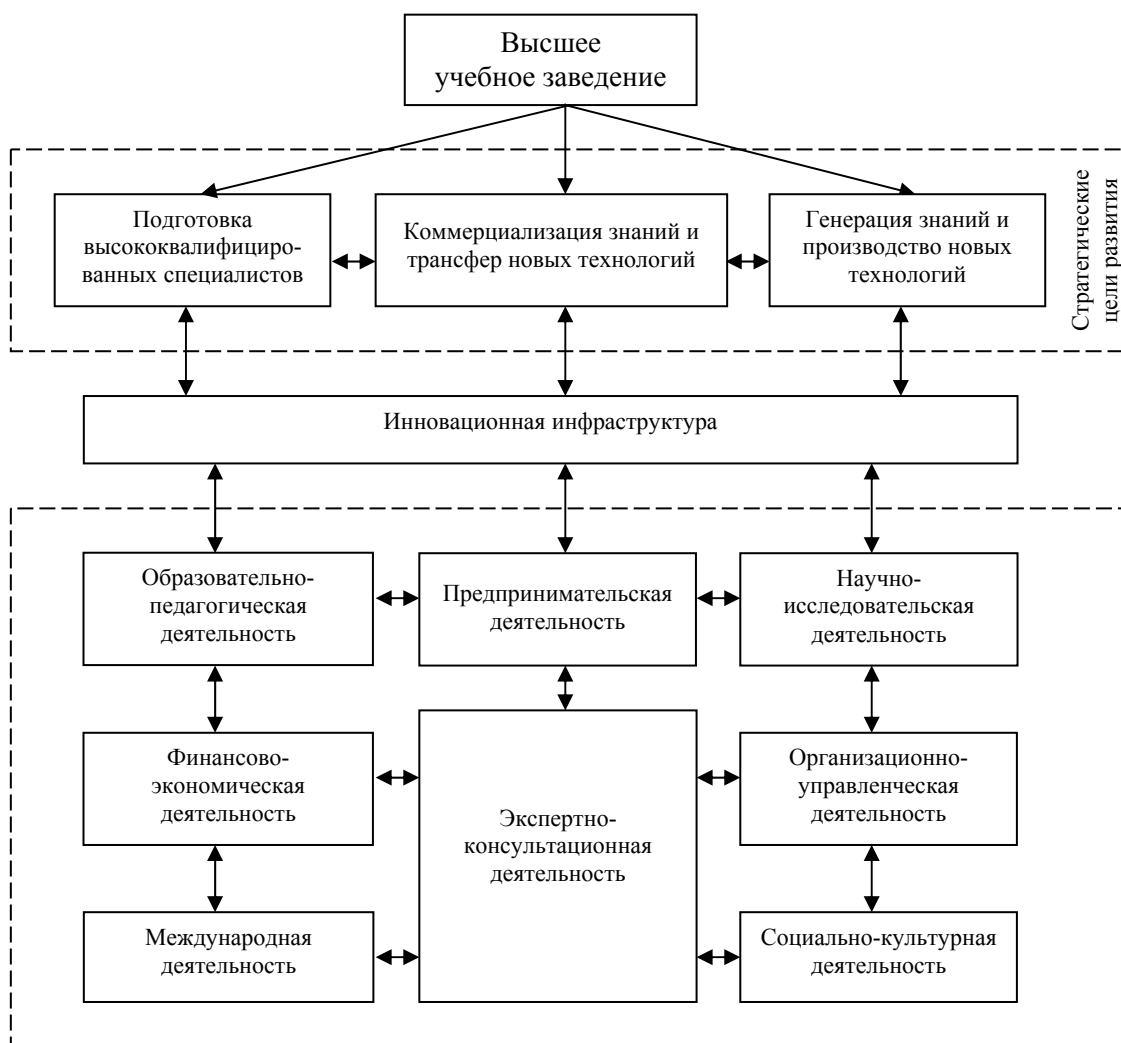 Высшее
учебное заведение
Подготовка
высококвалифициро-
ванных специалистов
Коммерциализация знаний и
трансфер новых технологий
Генерация знаний и
производство новых
технологий
Стратегические
цели развития
Инновационная инфраструктура
Образовательно-
педагогическая
деятельность
Предпринимательская
деятельность
Научно-
исследовательская
деятельность
Финансово-
экономическая
деятельность
Экспертно-
консультационная
деятельность
Организационно-
управленческая
деятельность
Международная
деятельность
Социально-культурная
деятельность